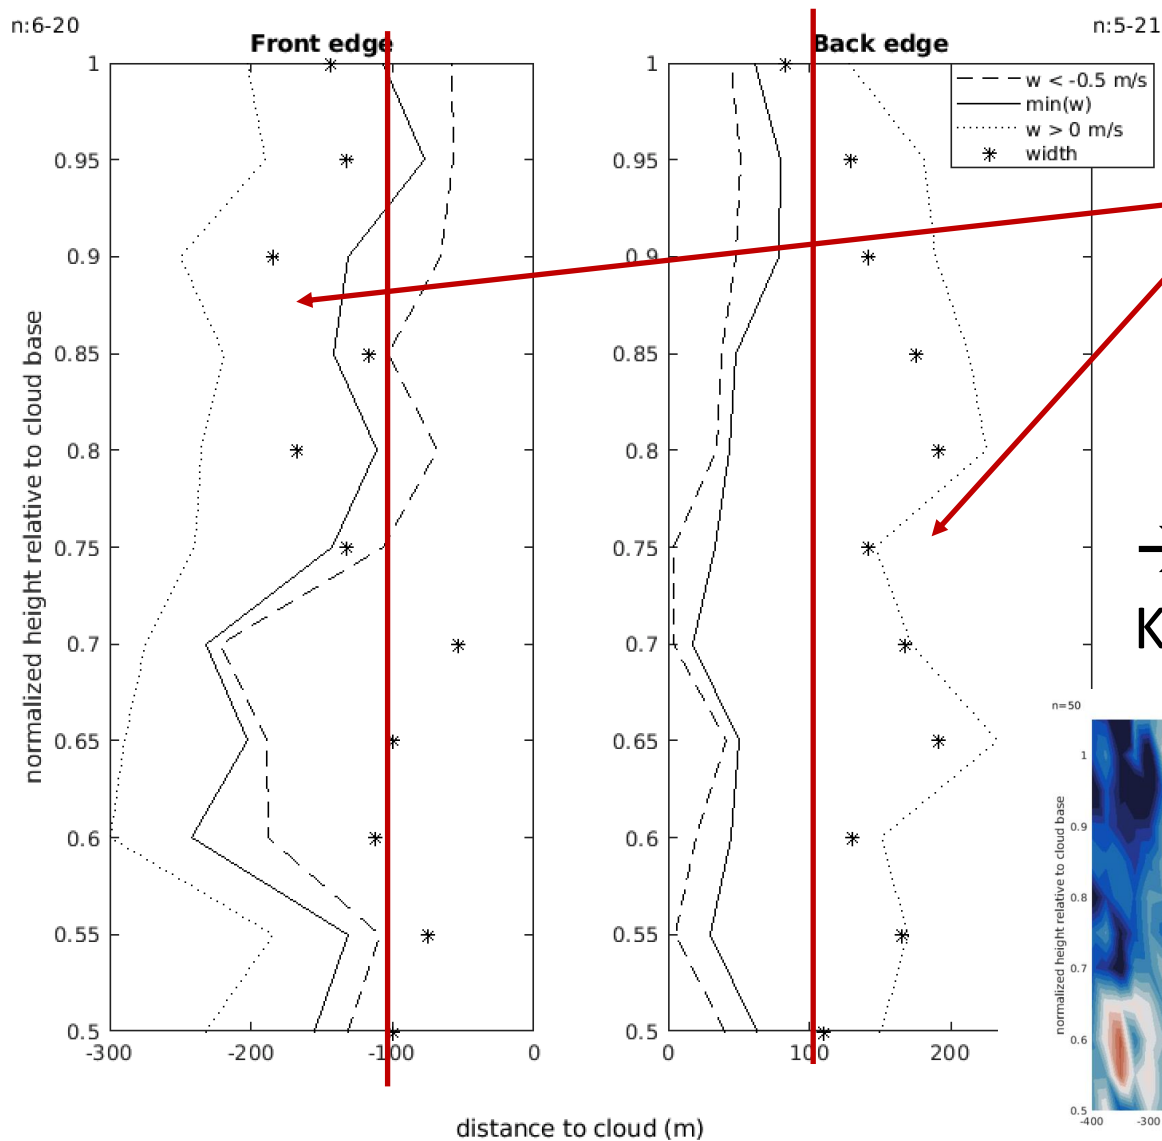 n:6-20
n:5-21
Front edge
Back edge
w < -0.5 m/s
min(w)
w > 0 m/s
width
normalized height relative to cloud base
1
0.95
0.9
0.85
0.8
0.75
0.7
0.65
0.6
0.55
0.5
-300
-200
-100
0
1
0.95
0.9
0.85
0.8
0.75
0.7
0.65
0.6
0.55
0.5
0
100
200
distance to cloud (m)
K
n=50
normalized height relative to cloud base
1
0.9
0.8
0.7
0.6
0.5
-400
-300